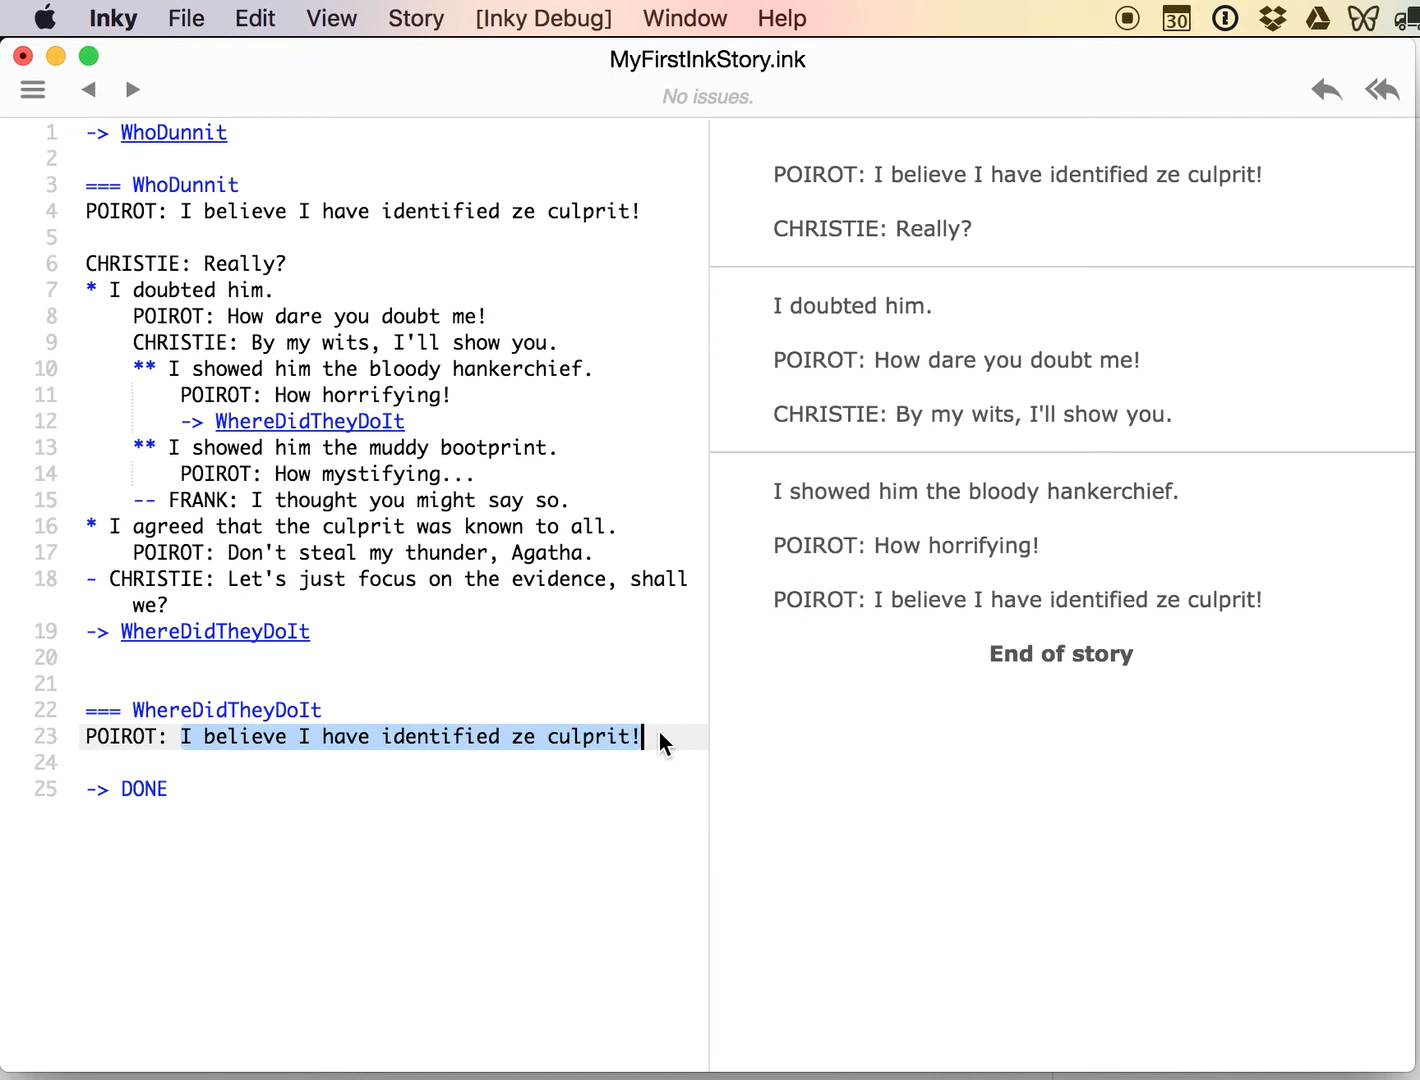 Inky File Edit View Story [Inky Debug] Window Help 30
MyFirstInkStory.ink
No issues.
1 -> WhoDunnit
2
3 === WhoDunnit
4 POIROT: I believe I have identified ze culprit!
5
6 CHRISTIE: Really?
7 * I doubted him.
8 POIROT: How dare you doubt me!
9 CHRISTIE: By my wits, I'll show you.
10 ** I showed him the bloody hankerchief.
11 POIROT: How horrifying!
12 -> WhereDidTheyDoIt
13 ** I showed him the muddy bootprint.
14 POIROT: How mystifying...
15 -- FRANK: I thought you might say so.
16 * I agreed that the culprit was known to all.
17 POIROT: Don't steal my thunder, Agatha.
18 - CHRISTIE: Let's just focus on the evidence, shall
we?
19 -> WhereDidTheyDoIt
20
21
22 === WhereDidTheyDoIt
23 POIROT: I believe I have identified ze culprit!
24
25 -> DONE
POIROT: I believe I have identified ze culprit!
CHRISTIE: Really?
I doubted him.
POIROT: How dare you doubt me!
CHRISTIE: By my wits, I'll show you.
I showed him the bloody hankerchief.
POIROT: How horrifying!
POIROT: I believe I have identified ze culprit!
End of story